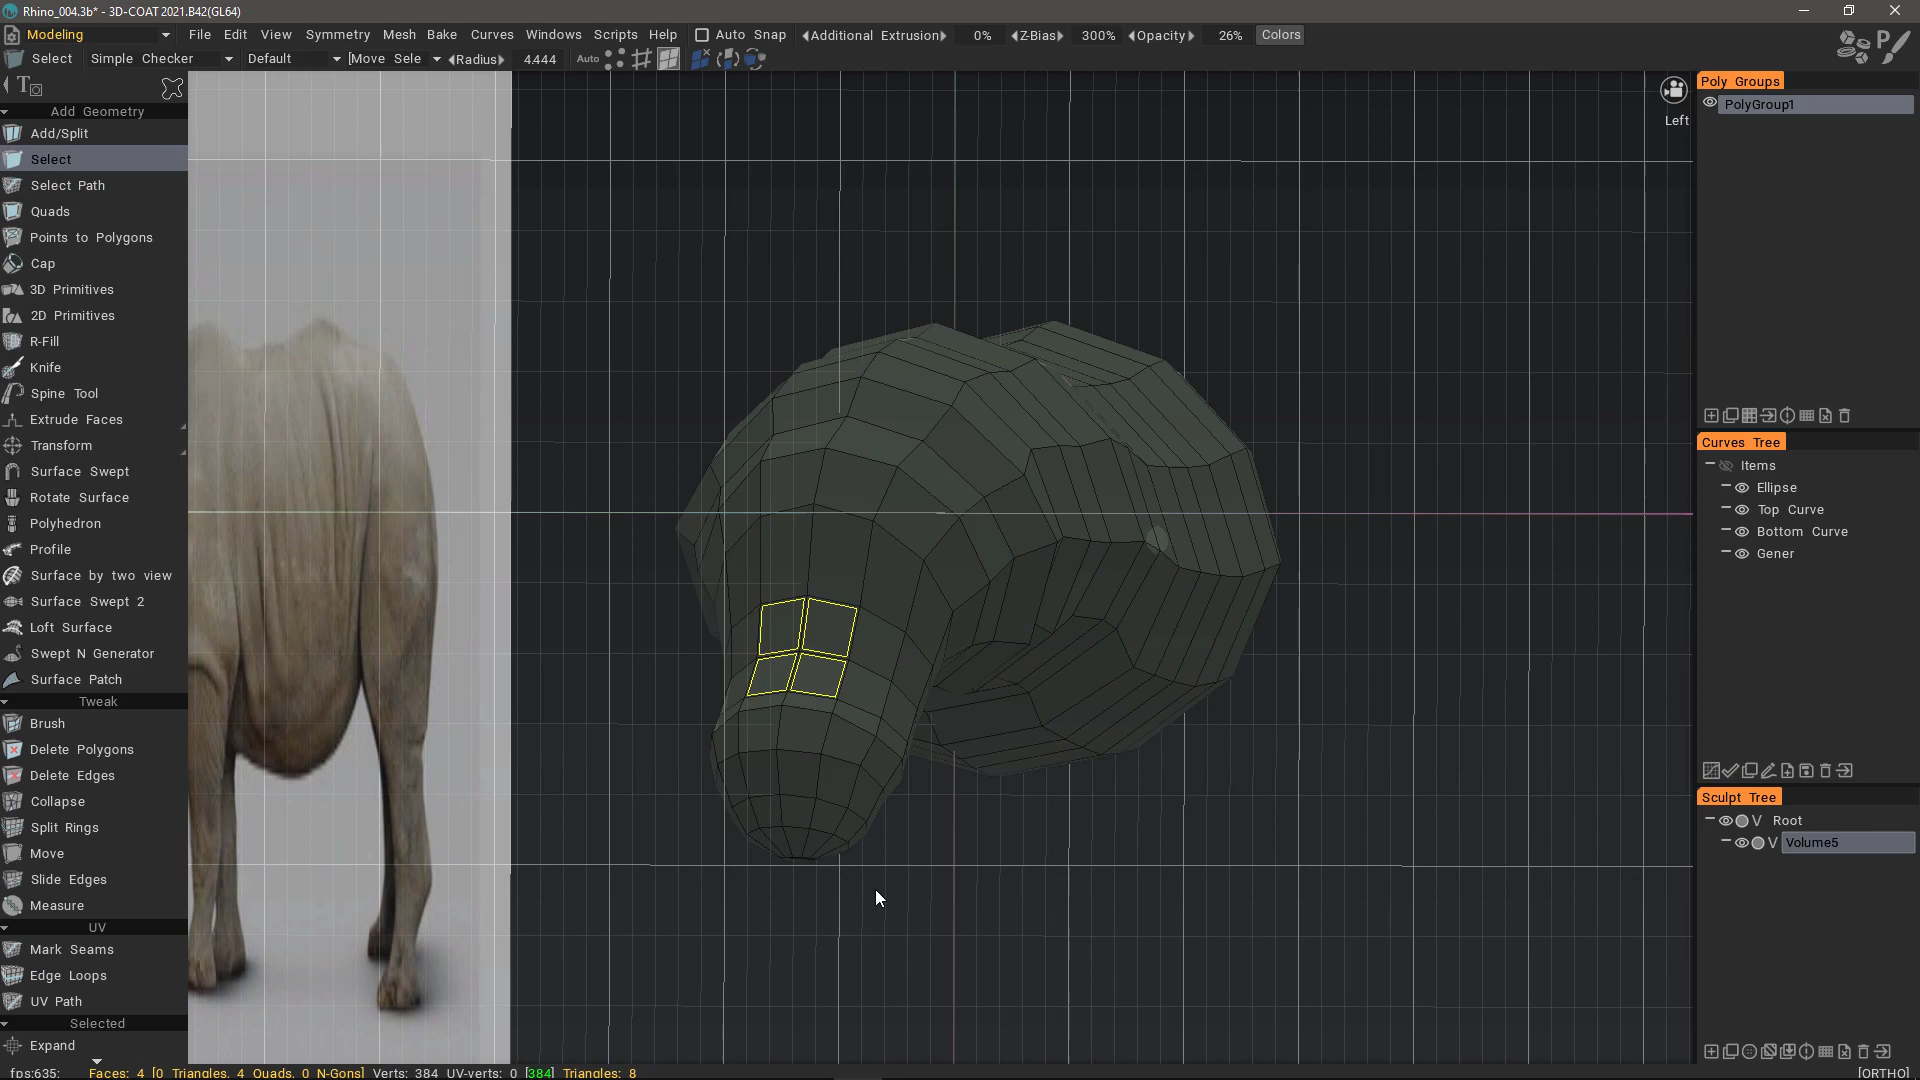 Rhino_004.3b* - 3D-COAT 2021.B42(GL64)
Modeling File Edit View Symmetry Mesh Bake Curves Windows Scripts Help Auto Snap Additional Extrusion 0% Z-Bias 300% Opacity 26% Colors
Select Simple Checker Default [Move Sele Radius 4.444 Auto
Add Geometry
Add/Split
Select
Select Path
Quads
Points to Polygons
Cap
3D Primitives
2D Primitives
R-Fill
Knife
Spine Tool
Extrude Faces
Transform
Surface Swept
Rotate Surface
Polyhedron
Profile
Surface by two view
Surface Swept 2
Loft Surface
Swept N Generator
Surface Patch
Tweak
Brush
Delete Polygons
Delete Edges
Collapse
Split Rings
Move
Slide Edges
Measure
UV
Mark Seams
Edge Loops
UV Path
Selected
Expand
Left
Poly Groups
PolyGroup1
Curves Tree
Items
Ellipse
Top Curve
Bottom Curve
Gener
Sculpt Tree
V Root
V Volume5
fps:635; Faces: 4 [0 Triangles, 4 Quads, 0 N-Gons] Verts: 384 UV-verts: 0 [384] Triangles: 8 [ORTHO]